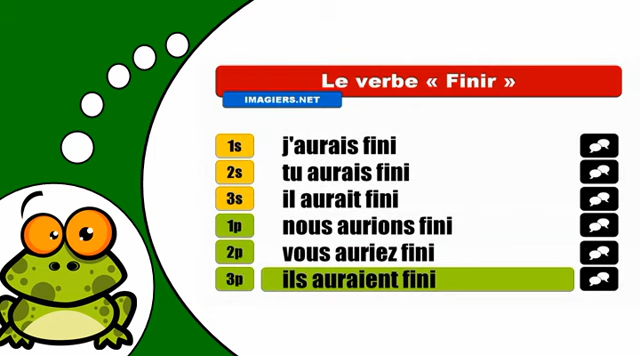 Le verbe « Finir »
IMAGIERS.NET
1s j'aurais fini
2s tu aurais fini
3s il aurait fini
1p nous aurions fini
2p vous auriez fini
3p ils auraient fini